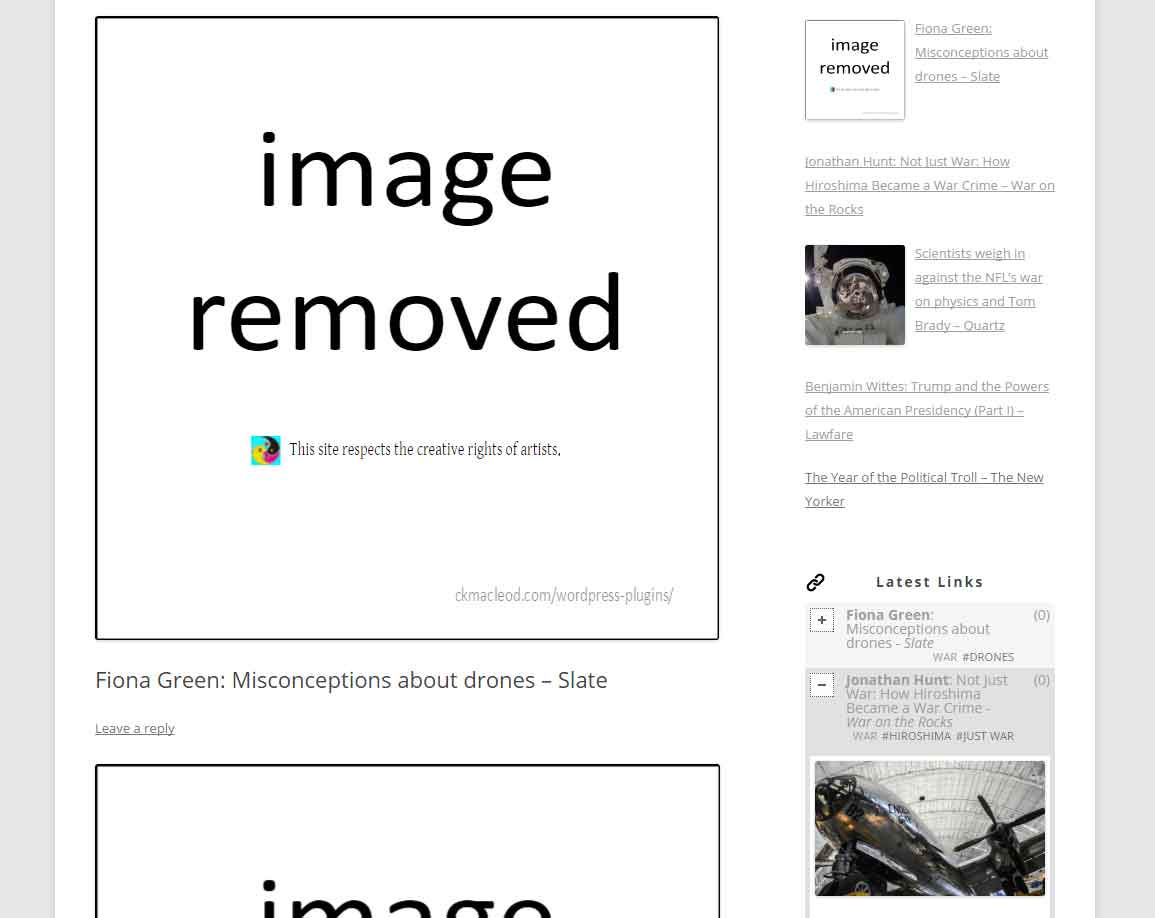 image
removed
This site respects the creative rights of artists.
ckmacleod.com/wordpress-plugins/
Fiona Green: Misconceptions about drones – Slate
Leave a reply
image
image
removed
Fiona Green:
Misconceptions about
drones – Slate
Jonathan Hunt: Not Just War: How
Hiroshima Became a War Crime – War on
the Rocks
Scientists weigh in
against the NFL's war
on physics and Tom
Brady – Quartz
Benjamin Wittes: Trump and the Powers
of the American Presidency (Part I) –
Lawfare
The Year of the Political Troll – The New
Yorker
Latest Links
+ Fiona Green: (0)
Misconceptions about
drones - Slate
WAR #DRONES
– Jonathan Hunt: Not Just (0)
War: How Hiroshima
Became a War Crime -
War on the Rocks
WAR #HIROSHIMA #JUST WAR
82